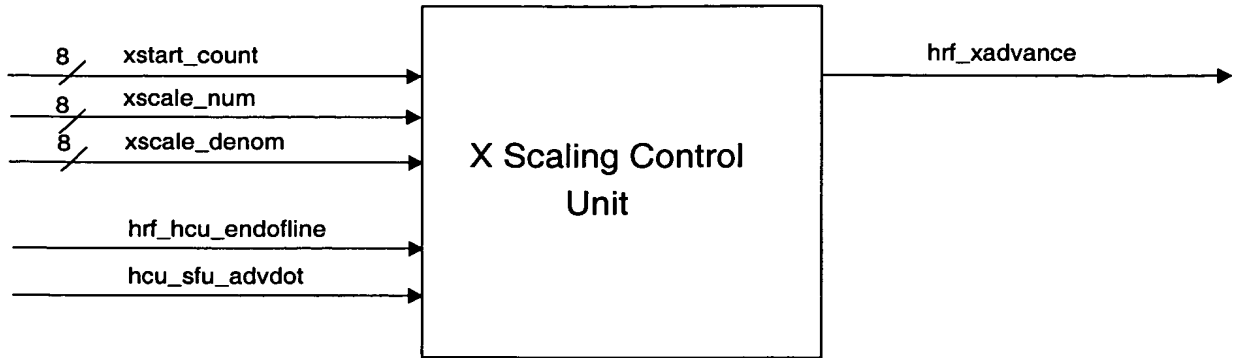 8 xstart_count
8 xscale_num
8 xscale_denom
hrf_hcu_endofline
hcu_sfu_advdot
X Scaling Control
Unit
hrf_xadvance